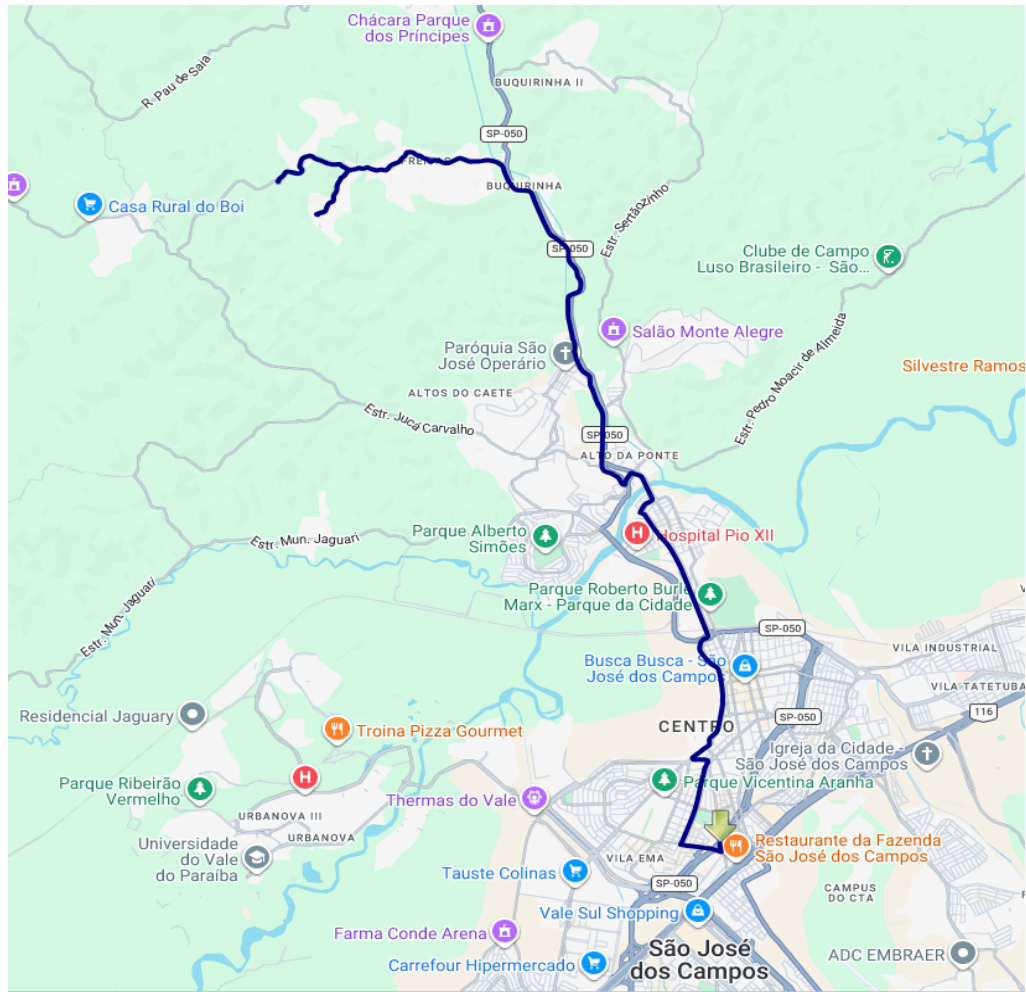 Chácara Parque
dos Príncipes
BUQUIRINHA II
R. Pau de Saia
SP-050
FREITAS
BUQUIRINHA
Casa Rural do Boi
Estr. Sertãozinho
SP-050
Clube de Campo
Luso Brasileiro - São...
Salão Monte Alegre
Paróquia São
José Operário
Estr. Pedro Moacir de Almeida
Silvestre Ramos
ALTOS DO CAETE
Estr. Juca Carvalho
SP-050
ALTO DA PONTE
Parque Alberto
Simões
Hospital Pio XII
Estr. Mun. Jaguari
Estr. Mun. Jaguari
Parque Roberto Burle
Marx - Parque da Cidade
SP-050
VILA INDUSTRIAL
Busca Busca - São
José dos Campos
VILA TATETUBA
Residencial Jaguary
116
SP-050
CENTRO
Troina Pizza Gourmet
Igreja da Cidade -
São José dos Campos
Parque Vicentina Aranha
Parque Ribeirão
Vermelho
Thermas do Vale
URBANOVA III
URBANOVA
Universidade
do Vale
do Paraíba
Restaurante da Fazenda
São José dos Campos
VILA EMA
Tauste Colinas
SP-050
CAMPUS
DO CTA
Vale Sul Shopping
Farma Conde Arena
São José
dos Campos
ADC EMBRAER
Carrefour Hipermercado